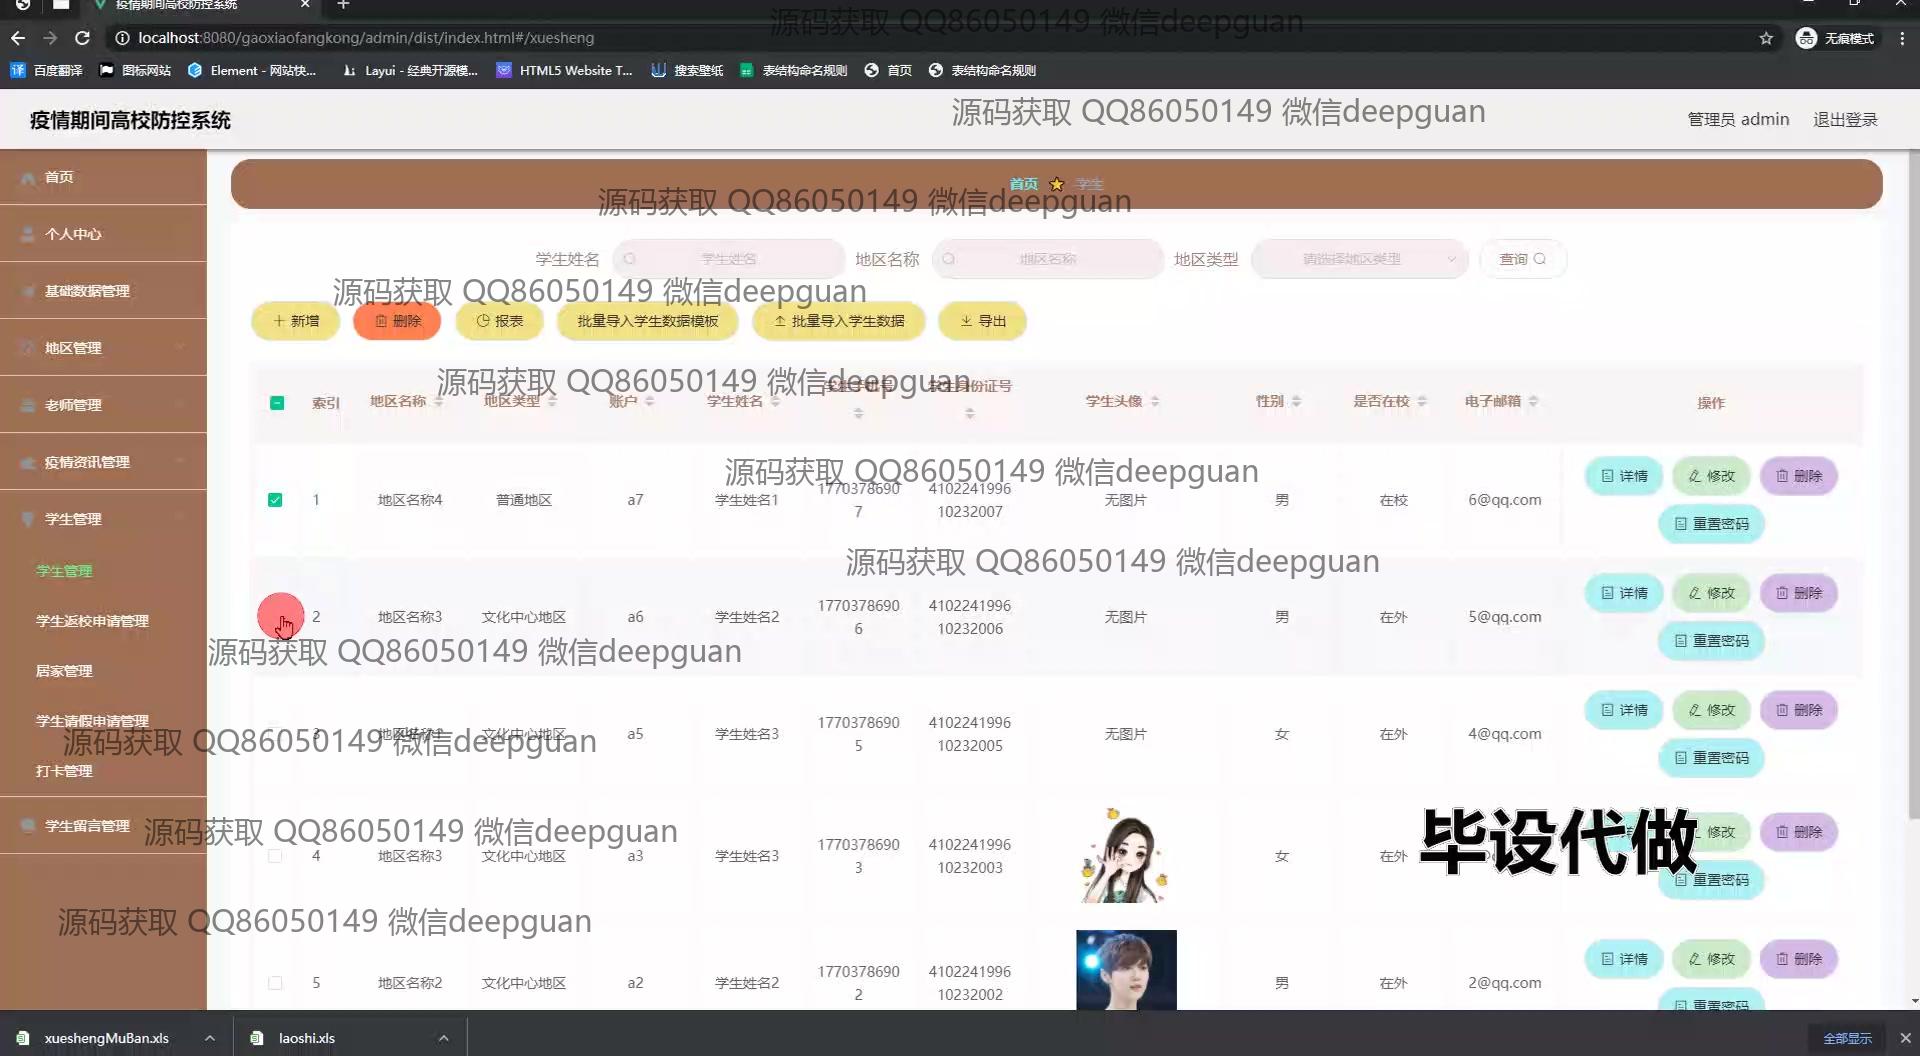 疫情期间高校防控系统
源码获取 QQ86050149 微信deepguan
localhost:8080/gaoxiaofangkong/admin/dist/index.html#/xuesheng
无痕模式
百度翻译 图标网站 Element - 网站快... Layui - 经典开源模... HTML5 Website T... 搜索壁纸 表结构命名规则 首页 表结构命名规则
疫情期间高校防控系统
源码获取 QQ86050149 微信deepguan
管理员 admin 退出登录
首页
个人中心
基础数据管理
地区管理
老师管理
疫情资讯管理
学生管理
学生管理
学生返校申请管理
居家管理
学生请假申请管理
打卡管理
学生留言管理
首页 学生
源码获取 QQ86050149 微信deepguan
学生姓名 学生姓名 地区名称 地区名称 地区类型 请选择地区类型 查询
源码获取 QQ86050149 微信deepguan
新增 删除 报表 批量导入学生数据模板 批量导入学生数据 导出
源码获取 QQ86050149 微信deepguan
索引 地区名称 地区类型 账户 学生姓名 学生手机号 学生身份证号 学生头像 性别 是否在校 电子邮箱 操作
源码获取 QQ86050149 微信deepguan
1 地区名称4 普通地区 a7 学生姓名1 17703786907 410224199610232007 无图片 男 在校 6@qq.com 详情 修改 删除
重置密码
源码获取 QQ86050149 微信deepguan
2 地区名称3 文化中心地区 a6 学生姓名2 17703786906 410224199610232006 无图片 男 在外 5@qq.com 详情 修改 删除
重置密码
源码获取 QQ86050149 微信deepguan
3 文化中心地区 a5 学生姓名3 17703786905 410224199610232005 无图片 女 在外 4@qq.com 详情 修改 删除
重置密码
源码获取 QQ86050149 微信deepguan
源码获取 QQ86050149 微信deepguan
4 地区名称3 文化中心地区 a3 学生姓名3 17703786903 410224199610232003 女 在外 修改 删除
重置密码
毕设代做
源码获取 QQ86050149 微信deepguan
5 地区名称2 文化中心地区 a2 学生姓名2 17703786902 410224199610232002 男 在外 2@qq.com 详情 修改 删除
重置密码
xueshengMuBan.xls laoshi.xls 全部显示